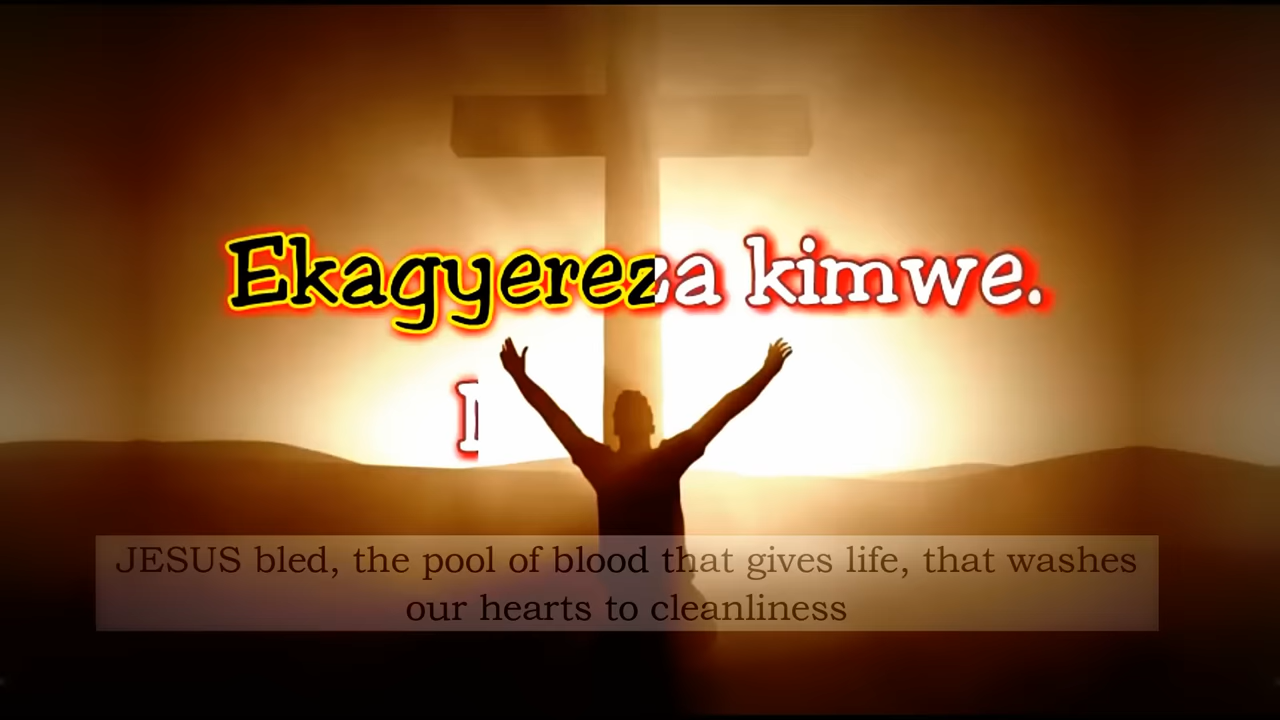 Ekagyereza kimwe.
JESUS bled, the pool of blood that gives life, that washes
our hearts to cleanliness